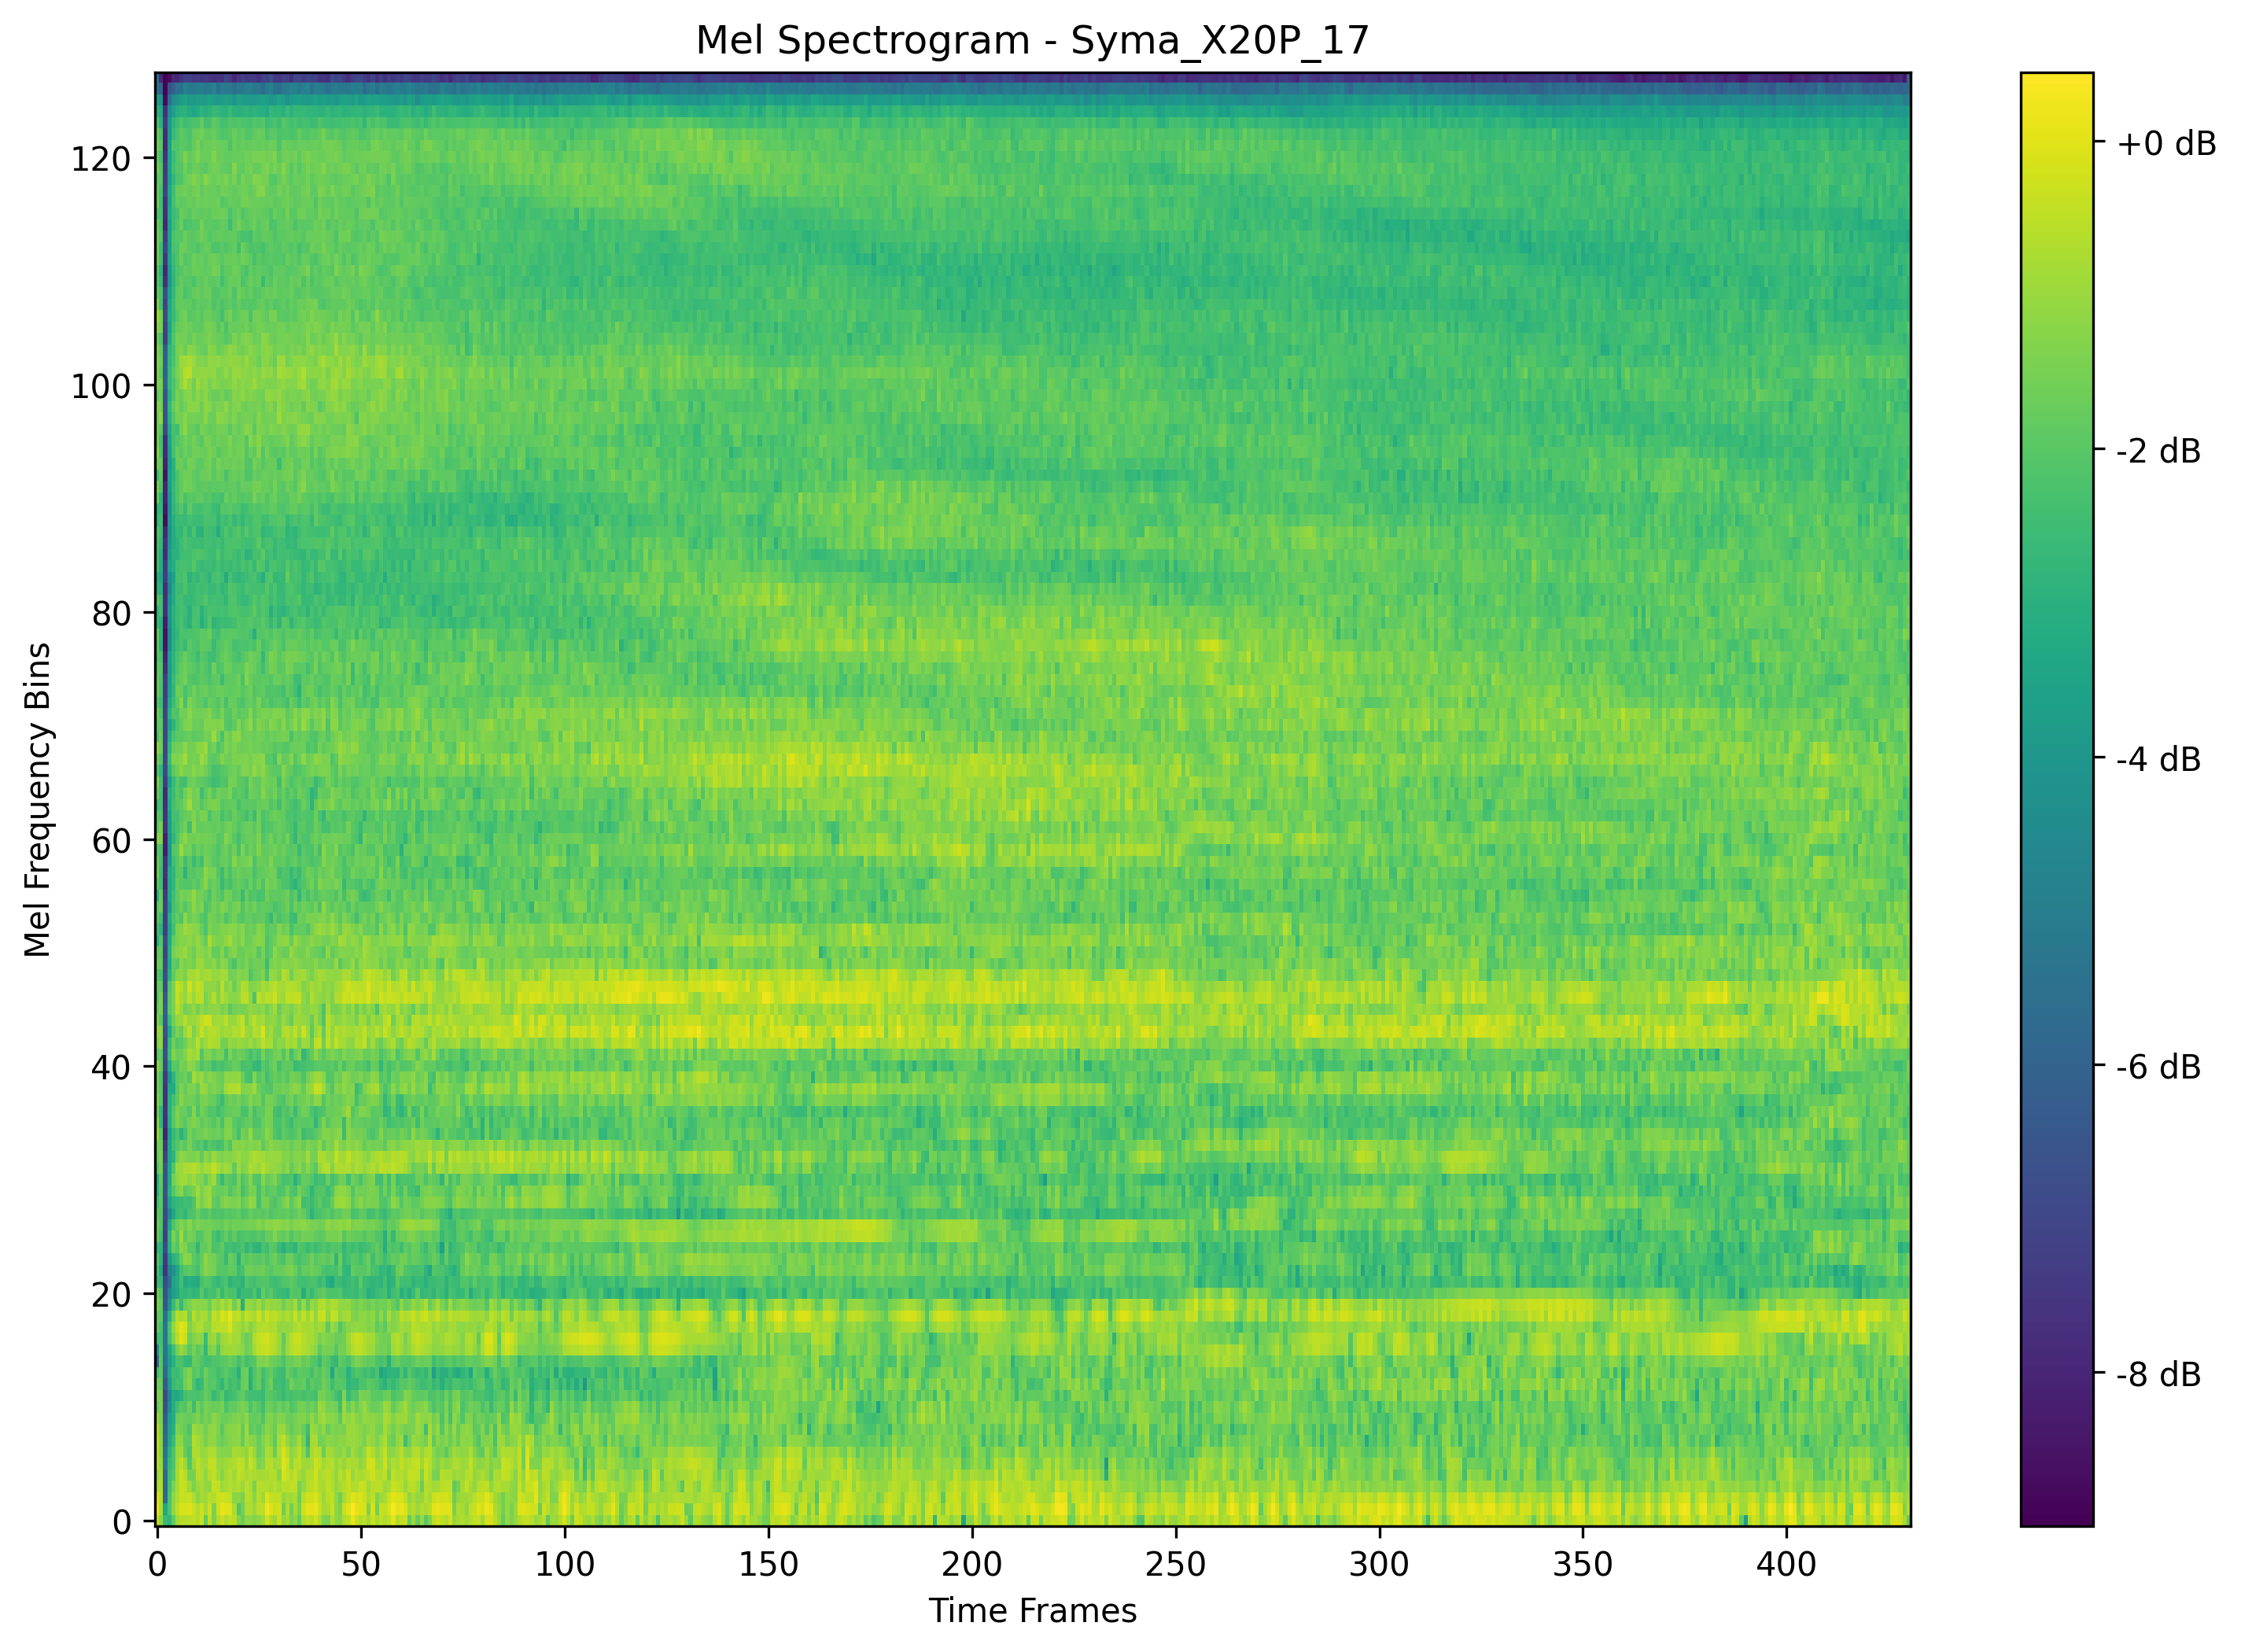 Mel Spectrogram - Syma_X20P_17
Mel Frequency Bins
120
100
80
60
40
20
0
0 50 100 150 200 250 300 350 400
Time Frames
+0 dB
-2 dB
-4 dB
-6 dB
-8 dB